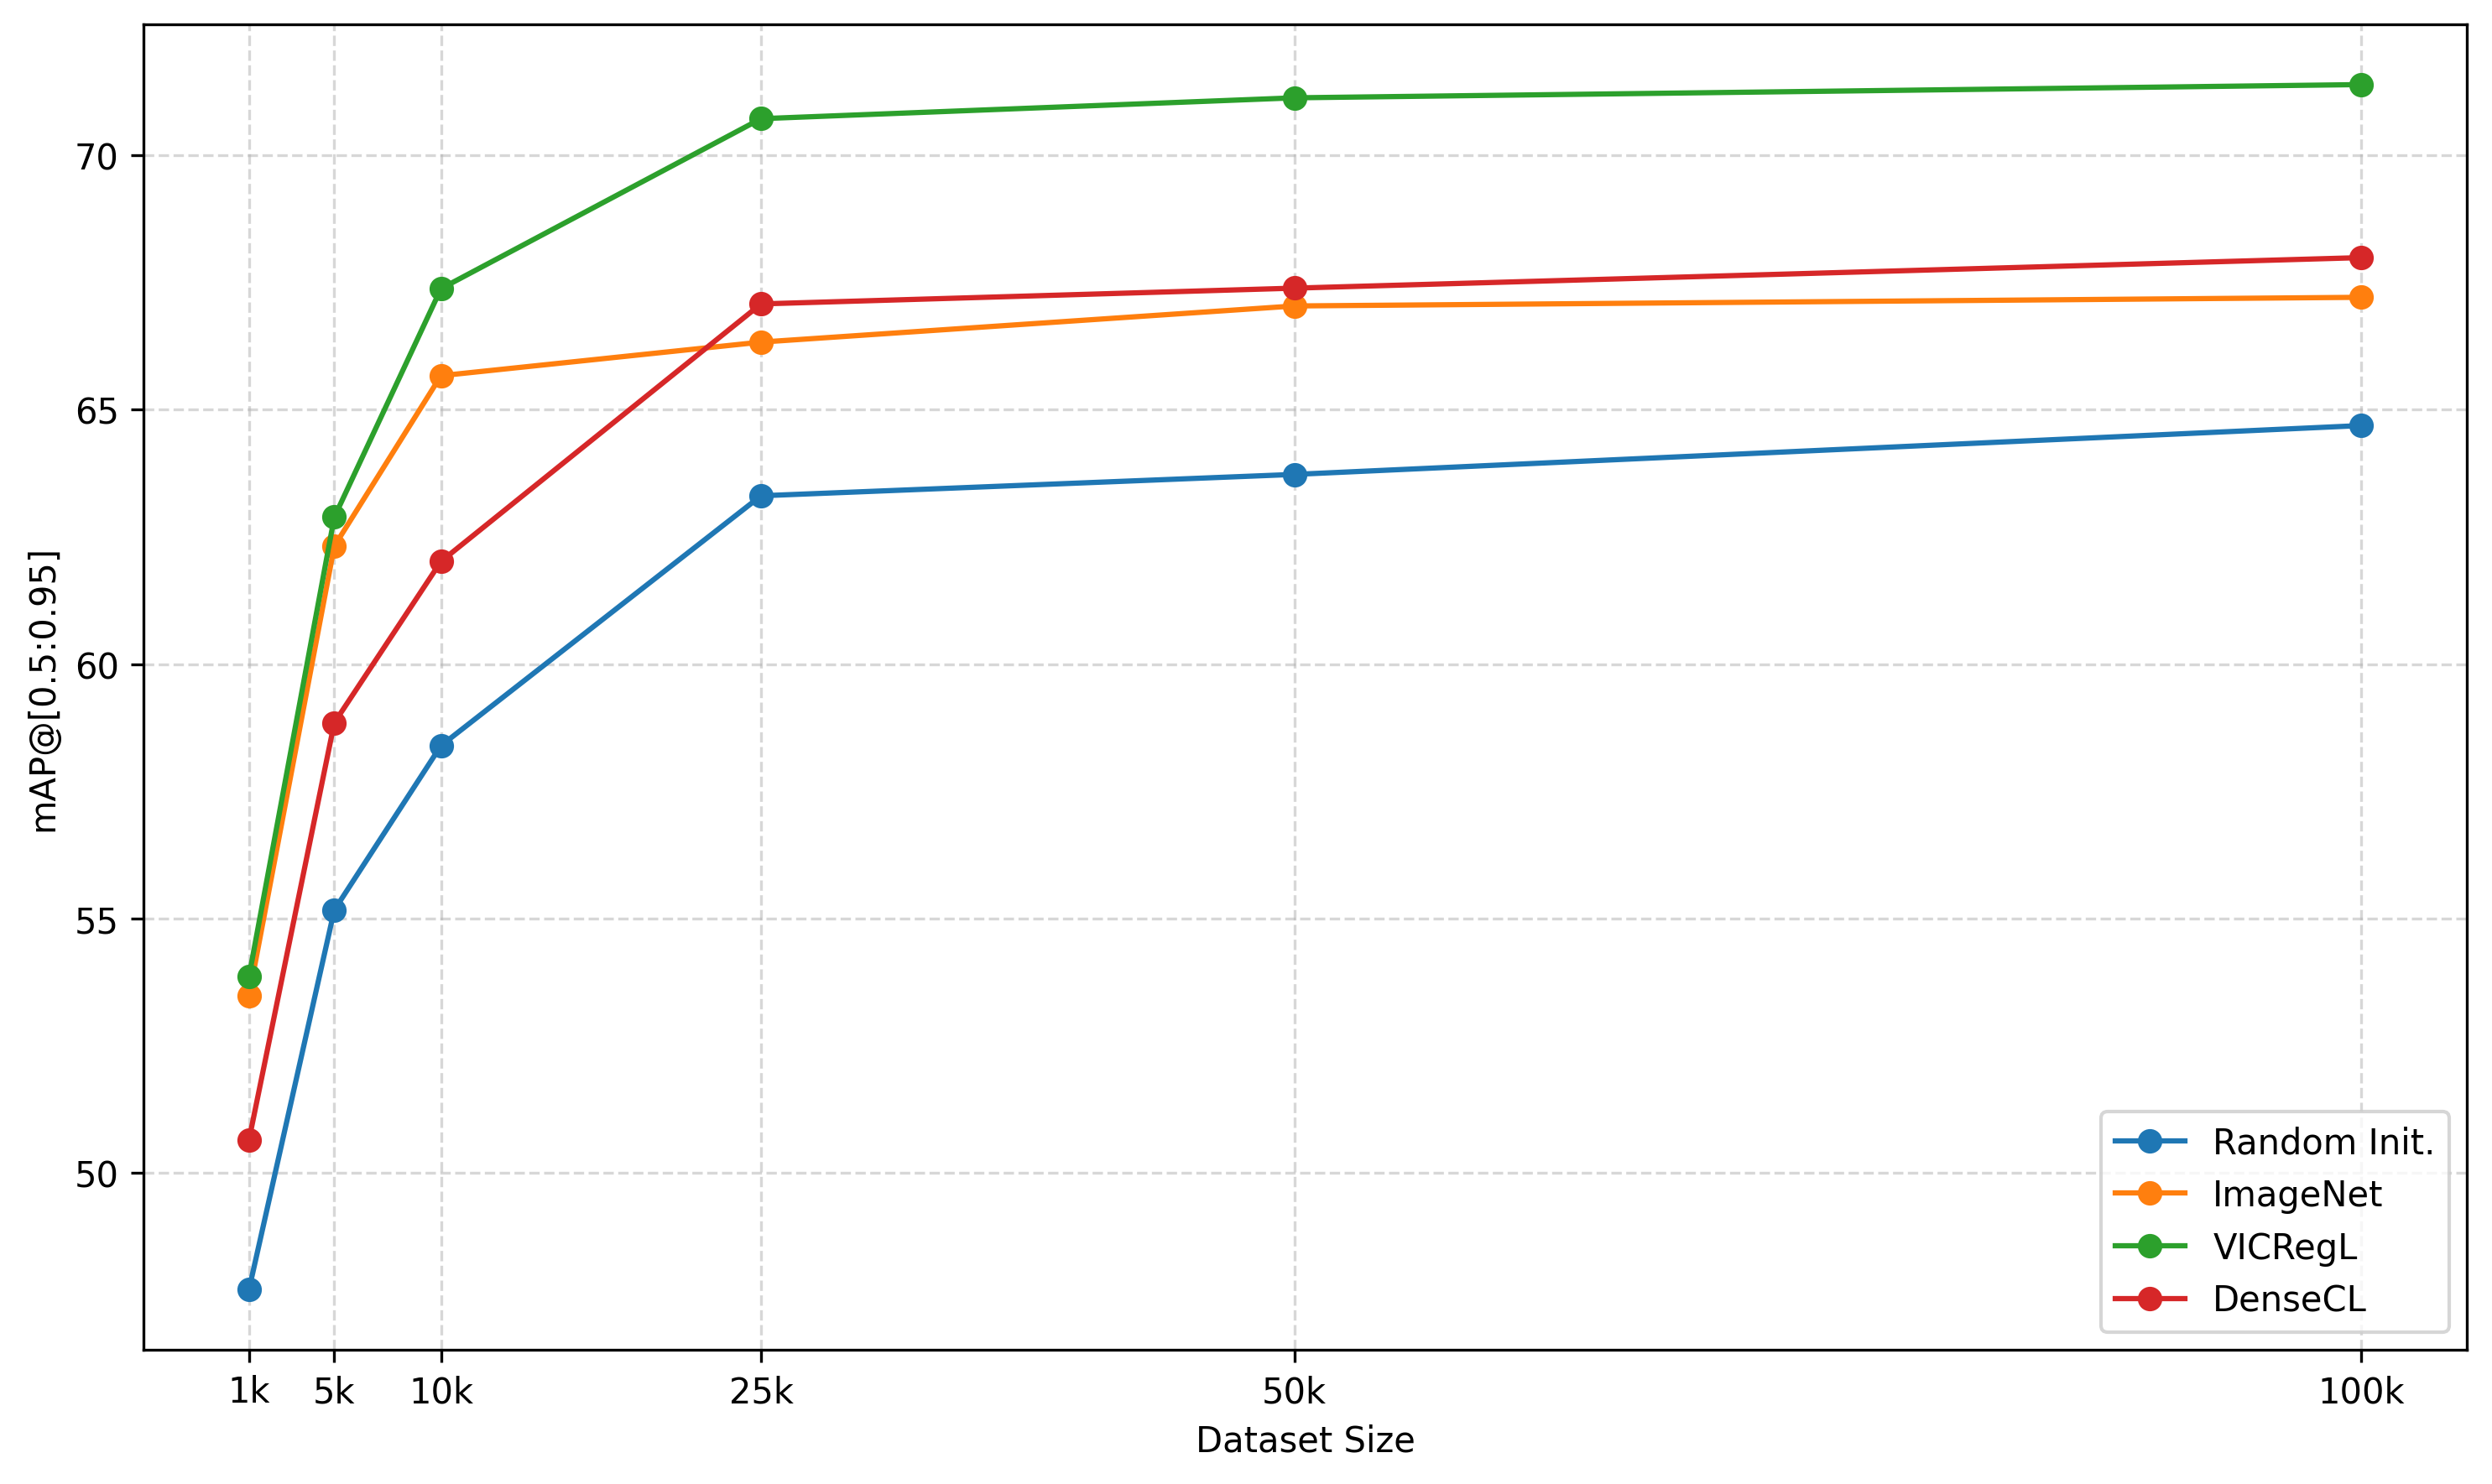 70
65
60
55
50
mAP@[0.5:0.95]
1k 5k 10k 25k 50k 100k
Dataset Size
Random Init.
ImageNet
VICRegL
DenseCL